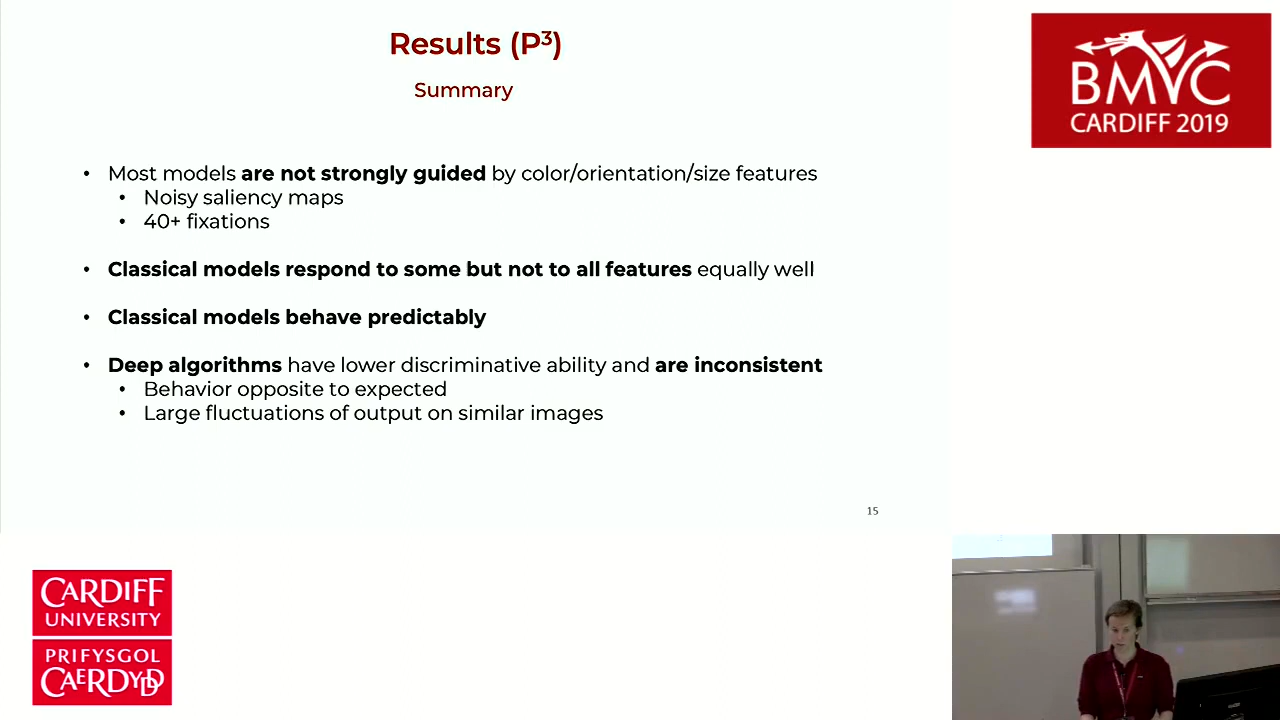 Results (P³)
Summary
• Most models are not strongly guided by color/orientation/size features
• Noisy saliency maps
• 40+ fixations
• Classical models respond to some but not to all features equally well
• Classical models behave predictably
• Deep algorithms have lower discriminative ability and are inconsistent
• Behavior opposite to expected
• Large fluctuations of output on similar images
15
BMVC
CARDIFF 2019
CARDIFF
UNIVERSITY
PRIFYSGOL
CAERDYDD